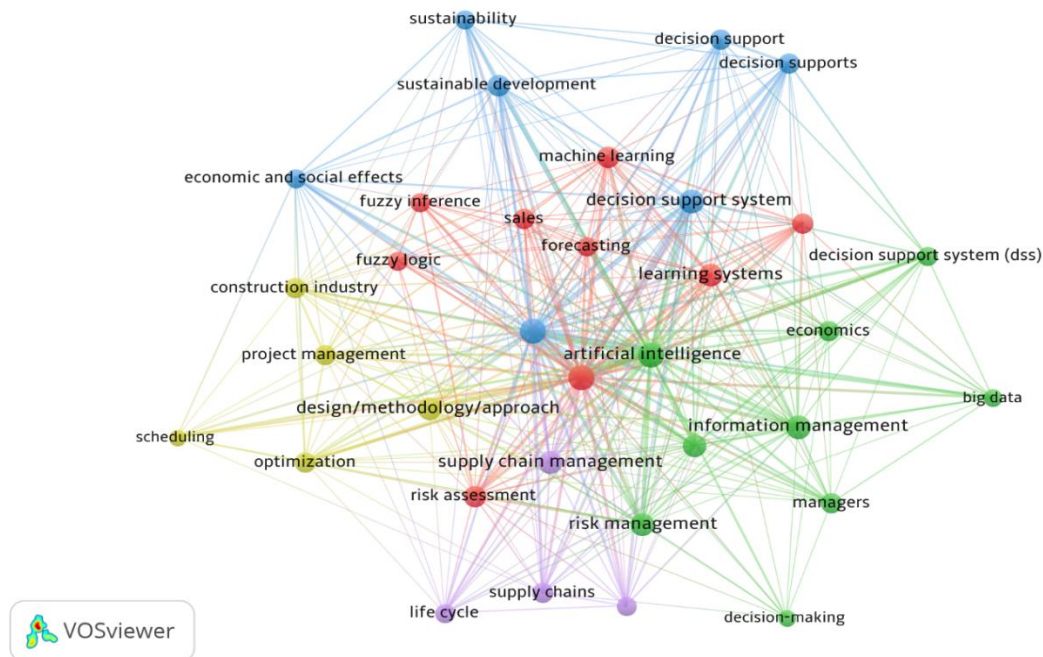 sustainability
decision support
decision supports
sustainable development
machine learning
economic and social effects
fuzzy inference
decision support system
sales
forecasting
decision support system (dss)
fuzzy logic
learning systems
construction industry
economics
project management
artificial intelligence
big data
design/methodology/approach
information management
scheduling
optimization
supply chain management
risk assessment
managers
risk management
supply chains
life cycle
decision-making
VOSviewer